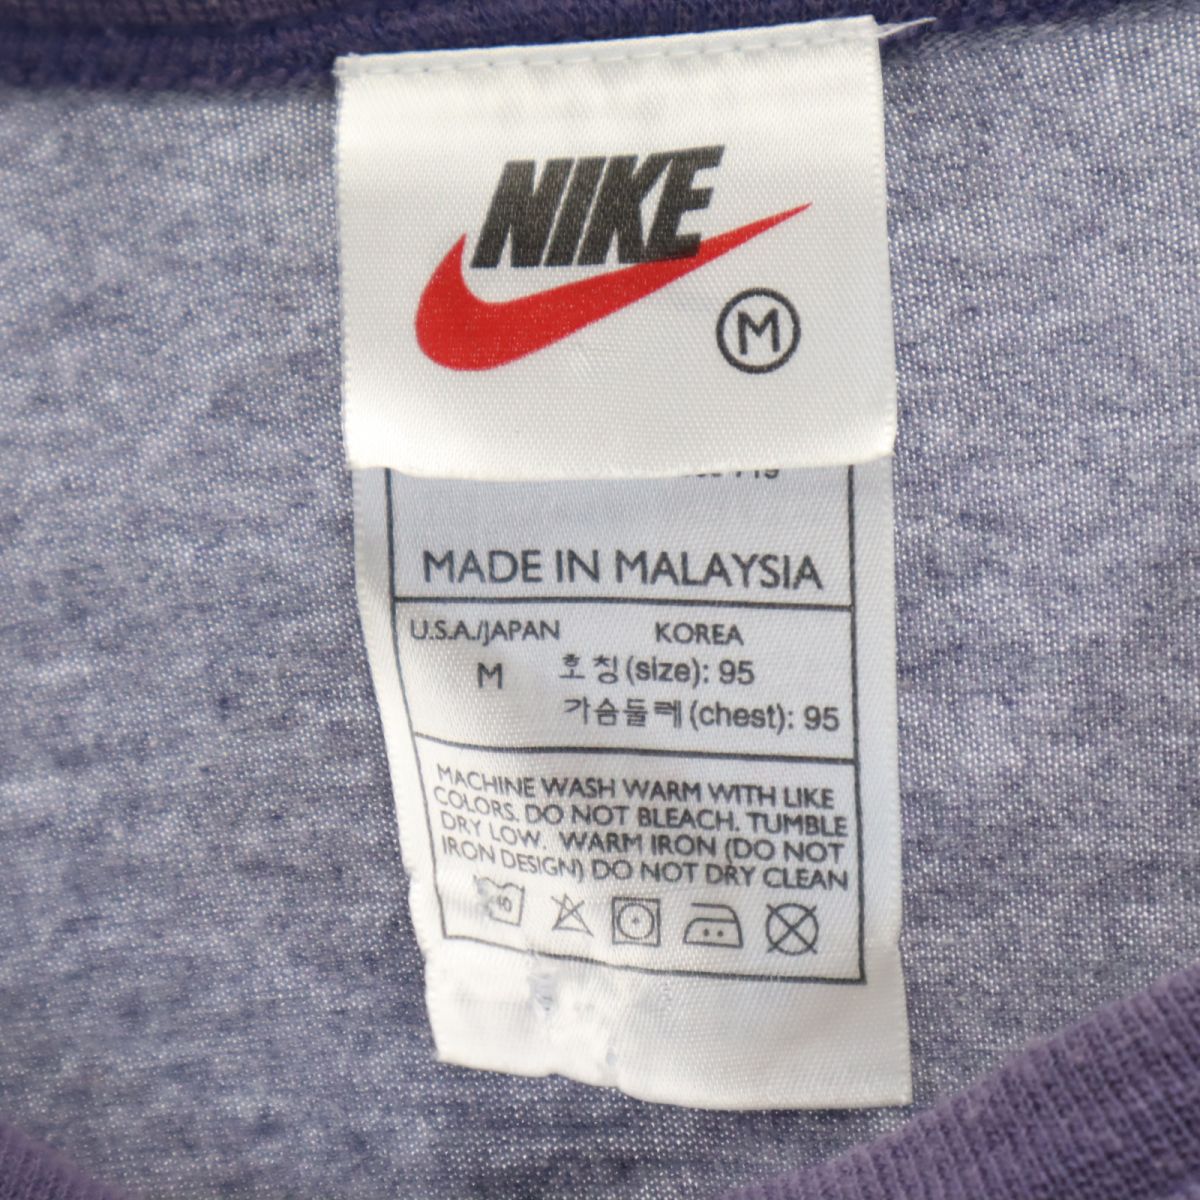 NIKE
M
MADE IN MALAYSIA
U.S.A./JAPAN KOREA
M 호 칭 (size): 95
가슴둘레 (chest): 95
MACHINE WASH WARM WITH LIKE
COLORS. DO NOT BLEACH. TUMBLE
DRY LOW. WARM IRON (DO NOT
IRON DESIGN) DO NOT DRY CLEAN
40